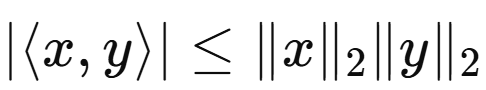 |⟨x, y⟩| ≤ ‖x‖₂‖y‖₂